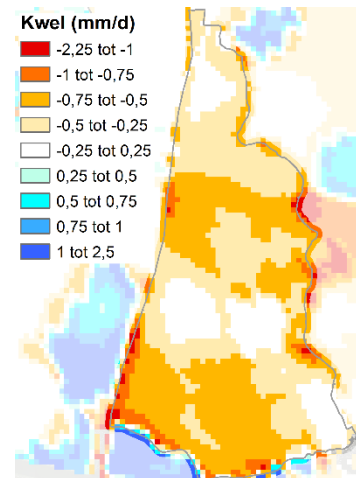 Kwel (mm/d)
-2,25 tot -1
-1 tot -0,75
-0,75 tot -0,5
-0,5 tot -0,25
-0,25 tot 0,25
0,25 tot 0,5
0,5 tot 0,75
0,75 tot 1
1 tot 2,5